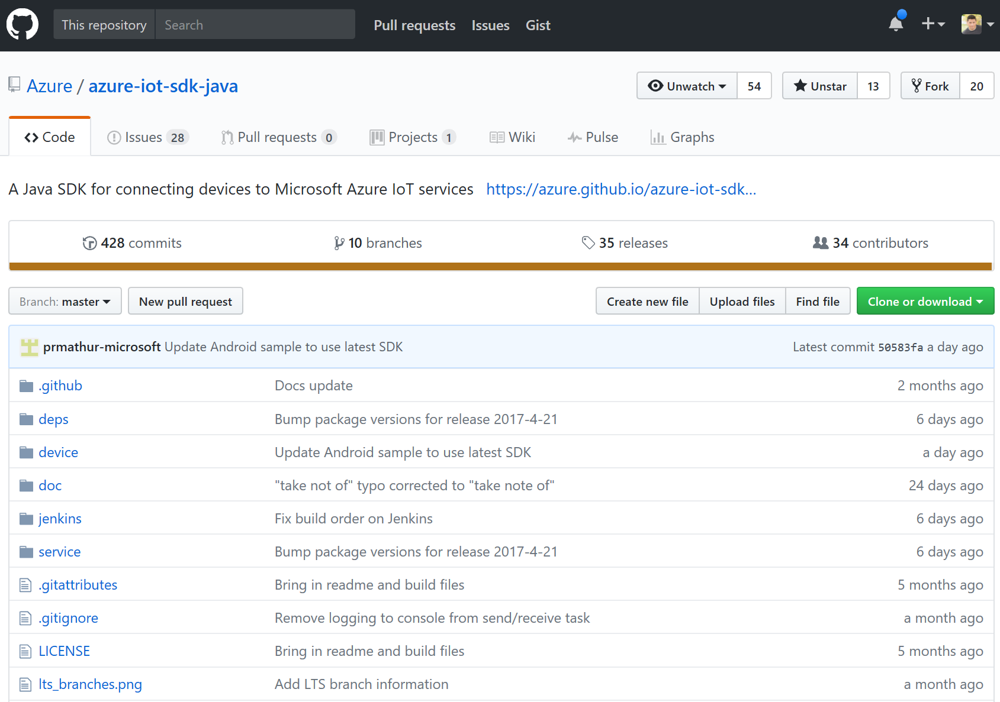 This repository Search Pull requests Issues Gist
Azure / azure-iot-sdk-java Unwatch 54 Unstar 13 Fork 20
Code Issues 28 Pull requests 0 Projects 1 Wiki Pulse Graphs
A Java SDK for connecting devices to Microsoft Azure IoT services https://azure.github.io/azure-iot-sdk...
428 commits 10 branches 35 releases 34 contributors
Branch: master New pull request Create new file Upload files Find file Clone or download
prmathur-microsoft Update Android sample to use latest SDK Latest commit 50583fa a day ago
.github Docs update 2 months ago
deps Bump package versions for release 2017-4-21 6 days ago
device Update Android sample to use latest SDK a day ago
doc "take not of" typo corrected to "take note of" 24 days ago
jenkins Fix build order on Jenkins 6 days ago
service Bump package versions for release 2017-4-21 6 days ago
.gitattributes Bring in readme and build files 5 months ago
.gitignore Remove logging to console from send/receive task a month ago
LICENSE Bring in readme and build files 5 months ago
lts_branches.png Add LTS branch information a month ago